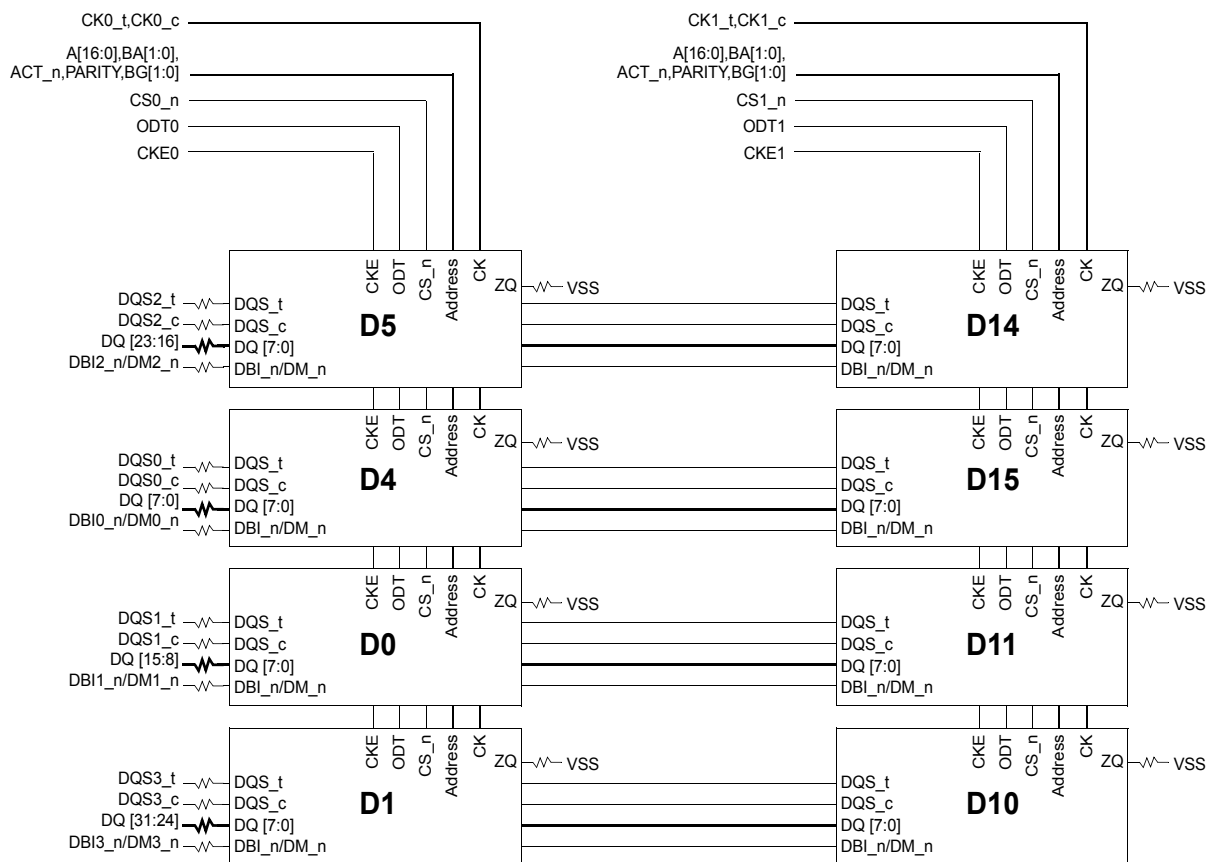 CK0_t,CK0_c
A[16:0],BA[1:0],
ACT_n,PARITY,BG[1:0]
CS0_n
ODT0
CKE0
CK1_t,CK1_c
A[16:0],BA[1:0],
ACT_n,PARITY,BG[1:0]
CS1_n
ODT1
CKE1
DQS2_t
DQS2_c
DQ [23:16]
DBI2_n/DM2_n
CKE
ODT
CS_n
Address
CK
ZQ
VSS
DQS_t
DQS_c
DQ [7:0]
DBI_n/DM_n
D5
CKE
ODT
CS_n
Address
CK
ZQ
VSS
DQS_t
DQS_c
DQ [7:0]
DBI_n/DM_n
D14
DQS0_t
DQS0_c
DQ [7:0]
DBI0_n/DM0_n
CKE
ODT
CS_n
Address
CK
ZQ
VSS
DQS_t
DQS_c
DQ [7:0]
DBI_n/DM_n
D4
CKE
ODT
CS_n
Address
CK
ZQ
VSS
DQS_t
DQS_c
DQ [7:0]
DBI_n/DM_n
D15
DQS1_t
DQS1_c
DQ [15:8]
DBI1_n/DM1_n
CKE
ODT
CS_n
Address
CK
ZQ
VSS
DQS_t
DQS_c
DQ [7:0]
DBI_n/DM_n
D0
CKE
ODT
CS_n
Address
CK
ZQ
VSS
DQS_t
DQS_c
DQ [7:0]
DBI_n/DM_n
D11
DQS3_t
DQS3_c
DQ [31:24]
DBI3_n/DM3_n
CKE
ODT
CS_n
Address
CK
ZQ
VSS
DQS_t
DQS_c
DQ [7:0]
DBI_n/DM_n
D1
CKE
ODT
CS_n
Address
CK
ZQ
VSS
DQS_t
DQS_c
DQ [7:0]
DBI_n/DM_n
D10